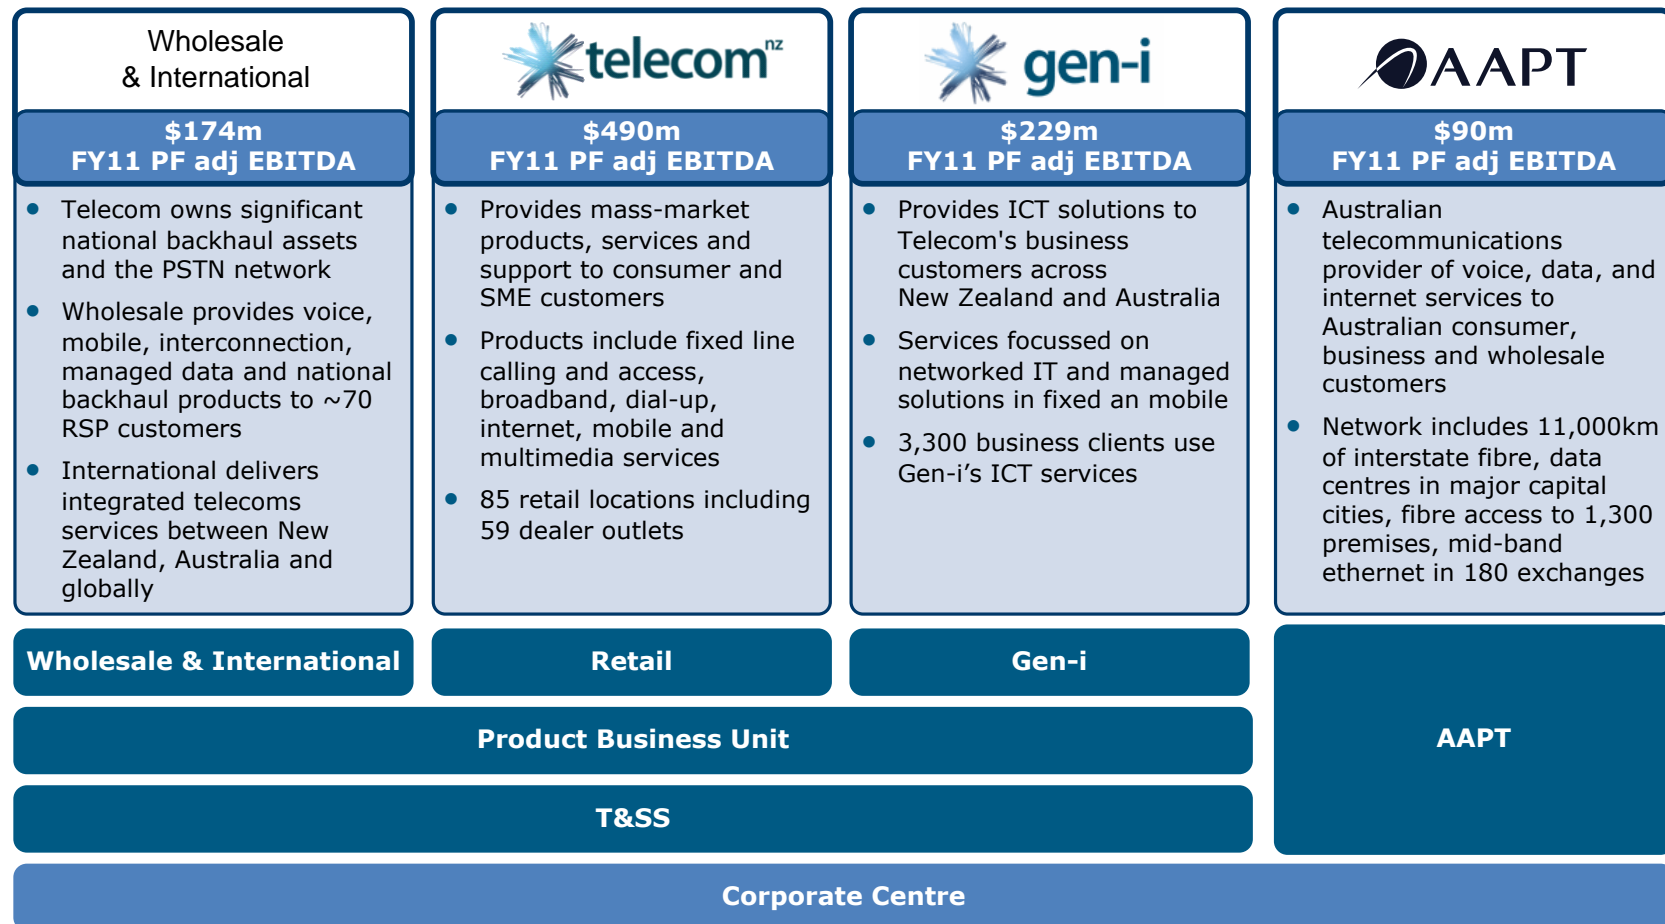 Wholesale
& International
$174m
FY11 PF adj EBITDA
• Telecom owns significant
national backhaul assets
and the PSTN network
• Wholesale provides voice,
mobile, interconnection,
managed data and national
backhaul products to ~70
RSP customers
• International delivers
integrated telecoms
services between New
Zealand, Australia and
globally
telecom nz
$490m
FY11 PF adj EBITDA
• Provides mass-market
products, services and
support to consumer and
SME customers
• Products include fixed line
calling and access,
broadband, dial-up,
internet, mobile and
multimedia services
• 85 retail locations including
59 dealer outlets
gen-i
$229m
FY11 PF adj EBITDA
• Provides ICT solutions to
Telecom's business
customers across
New Zealand and Australia
• Services focussed on
networked IT and managed
solutions in fixed an mobile
• 3,300 business clients use
Gen-i’s ICT services
AAPT
$90m
FY11 PF adj EBITDA
• Australian
telecommunications
provider of voice, data, and
internet services to
Australian consumer,
business and wholesale
customers
• Network includes 11,000km
of interstate fibre, data
centres in major capital
cities, fibre access to 1,300
premises, mid-band
ethernet in 180 exchanges
Wholesale & International
Retail
Gen-i
Product Business Unit
AAPT
T&SS
Corporate Centre